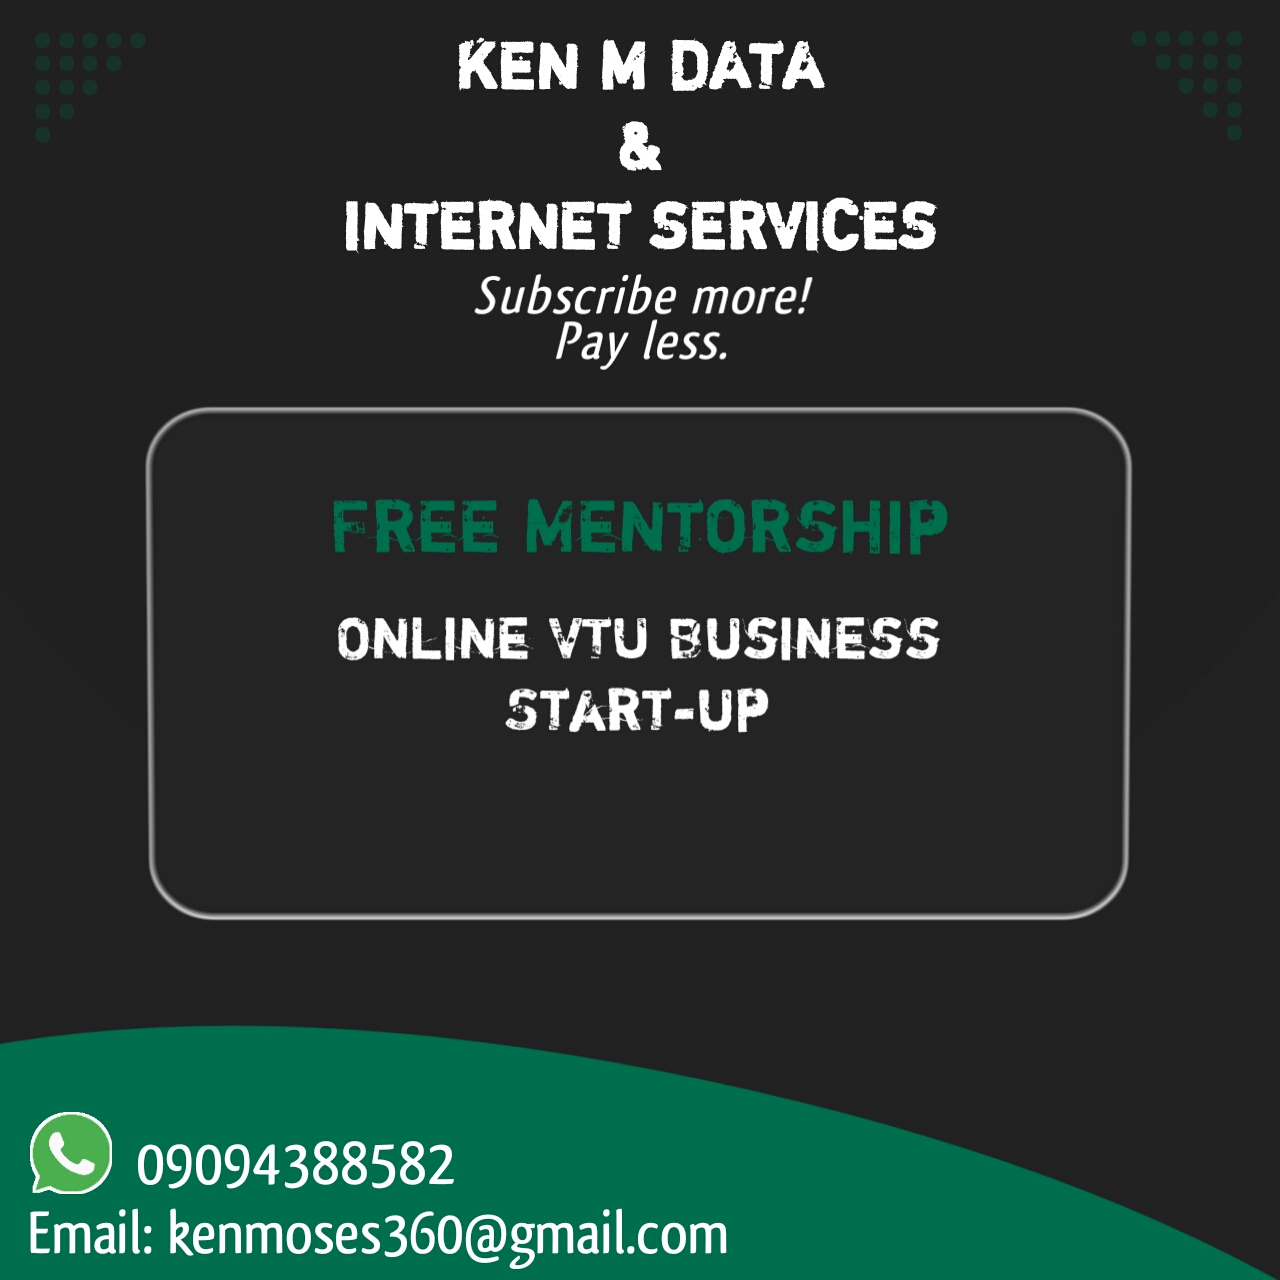 KEN M DATA
&
INTERNET SERVICES
Subscribe more!
Pay less.
FREE MENTORSHIP
ONLINE VTU BUSINESS
START-UP
09094388582
Email: kenmoses360@gmail.com